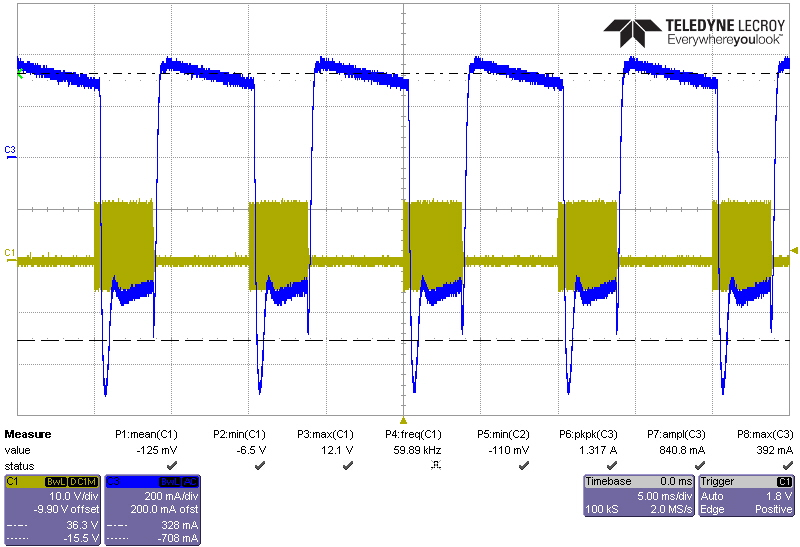 TELEDYNE LECROY
Everywhereyoulook™
C3
C1
Measure P1:mean(C1) P2:min(C1) P3:max(C1) P4:freq(C1) P5:min(C2) P6:pkpk(C3) P7:ampl(C3) P8:max(C3)
value -125 mV -6.5 V 12.1 V 59.89 kHz -110 mV 1.317 A 840.8 mA 392 mA
status
C1 BwL DC1M
10.0 V/div
-9.90 V offset
36.3 V
-15.5 V
C3 BwL AC
200 mA/div
200.0 mA ofst
328 mA
-708 mA
Timebase 0.0 ms
5.00 ms/div
100 kS 2.0 MS/s
Trigger C1
Auto 1.8 V
Edge Positive